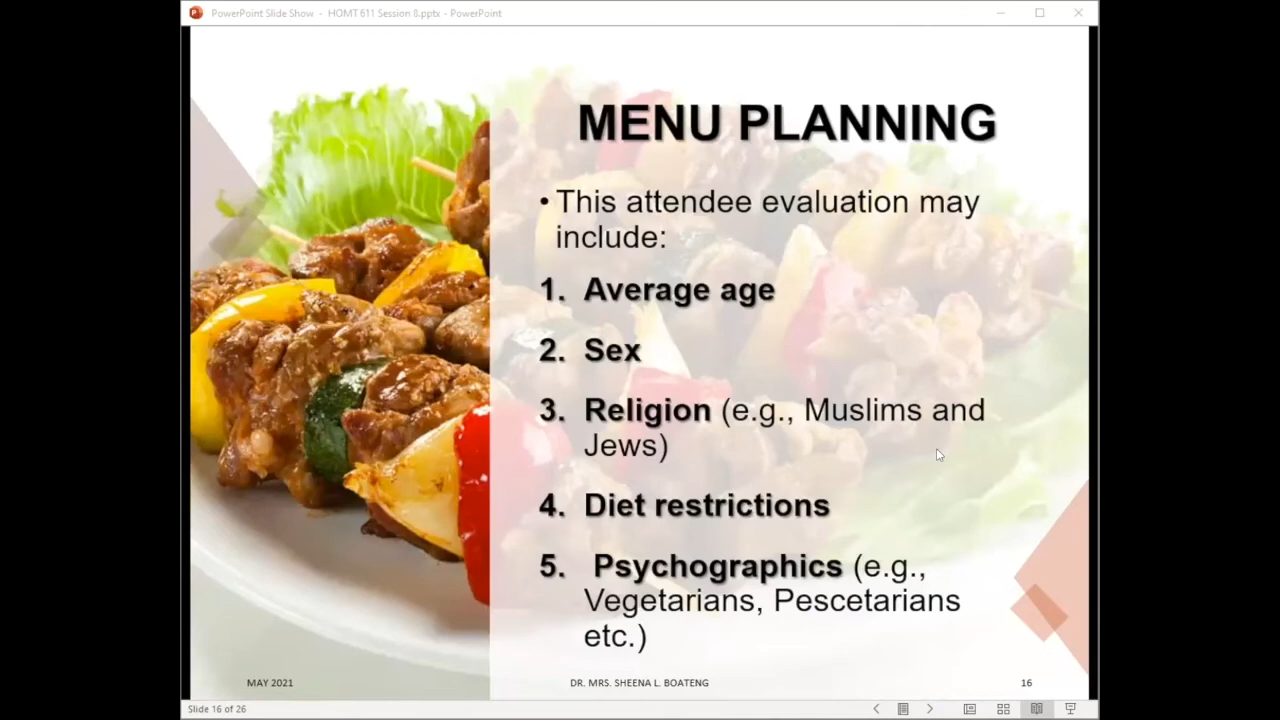 PowerPoint Slide Show - HOMT 611 Session 8.pptx - PowerPoint
MENU PLANNING
• This attendee evaluation may
include:
1. Average age
2. Sex
3. Religion (e.g., Muslims and
Jews)
4. Diet restrictions
5. Psychographics (e.g.,
Vegetarians, Pescetarians
etc.)
MAY 2021
DR. MRS. SHEENA L. BOATENG
16
Slide 16 of 26